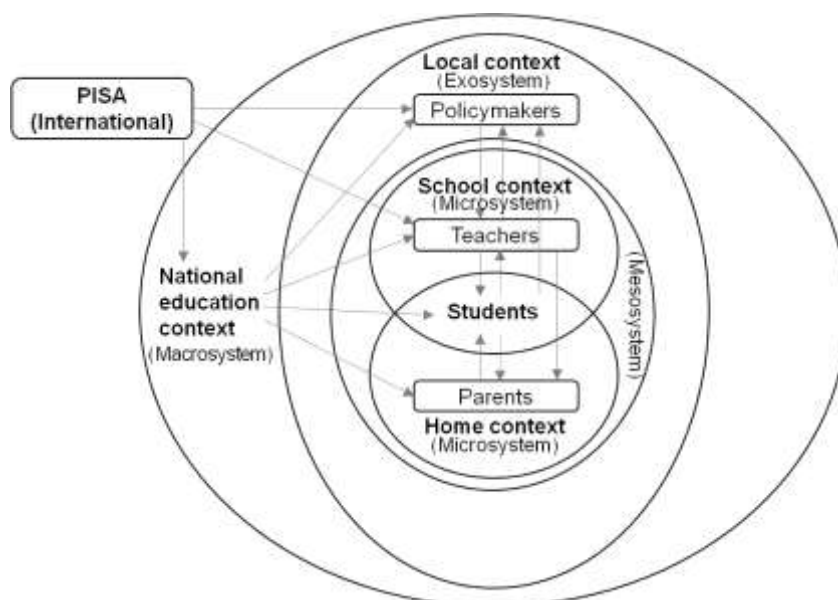 PISA
(International)
Local context
(Exosystem)
Policymakers
School context
(Microsystem)
Teachers
(Mesosystem)
National
education
context
(Macrosystem)
Students
Parents
Home context
(Microsystem)